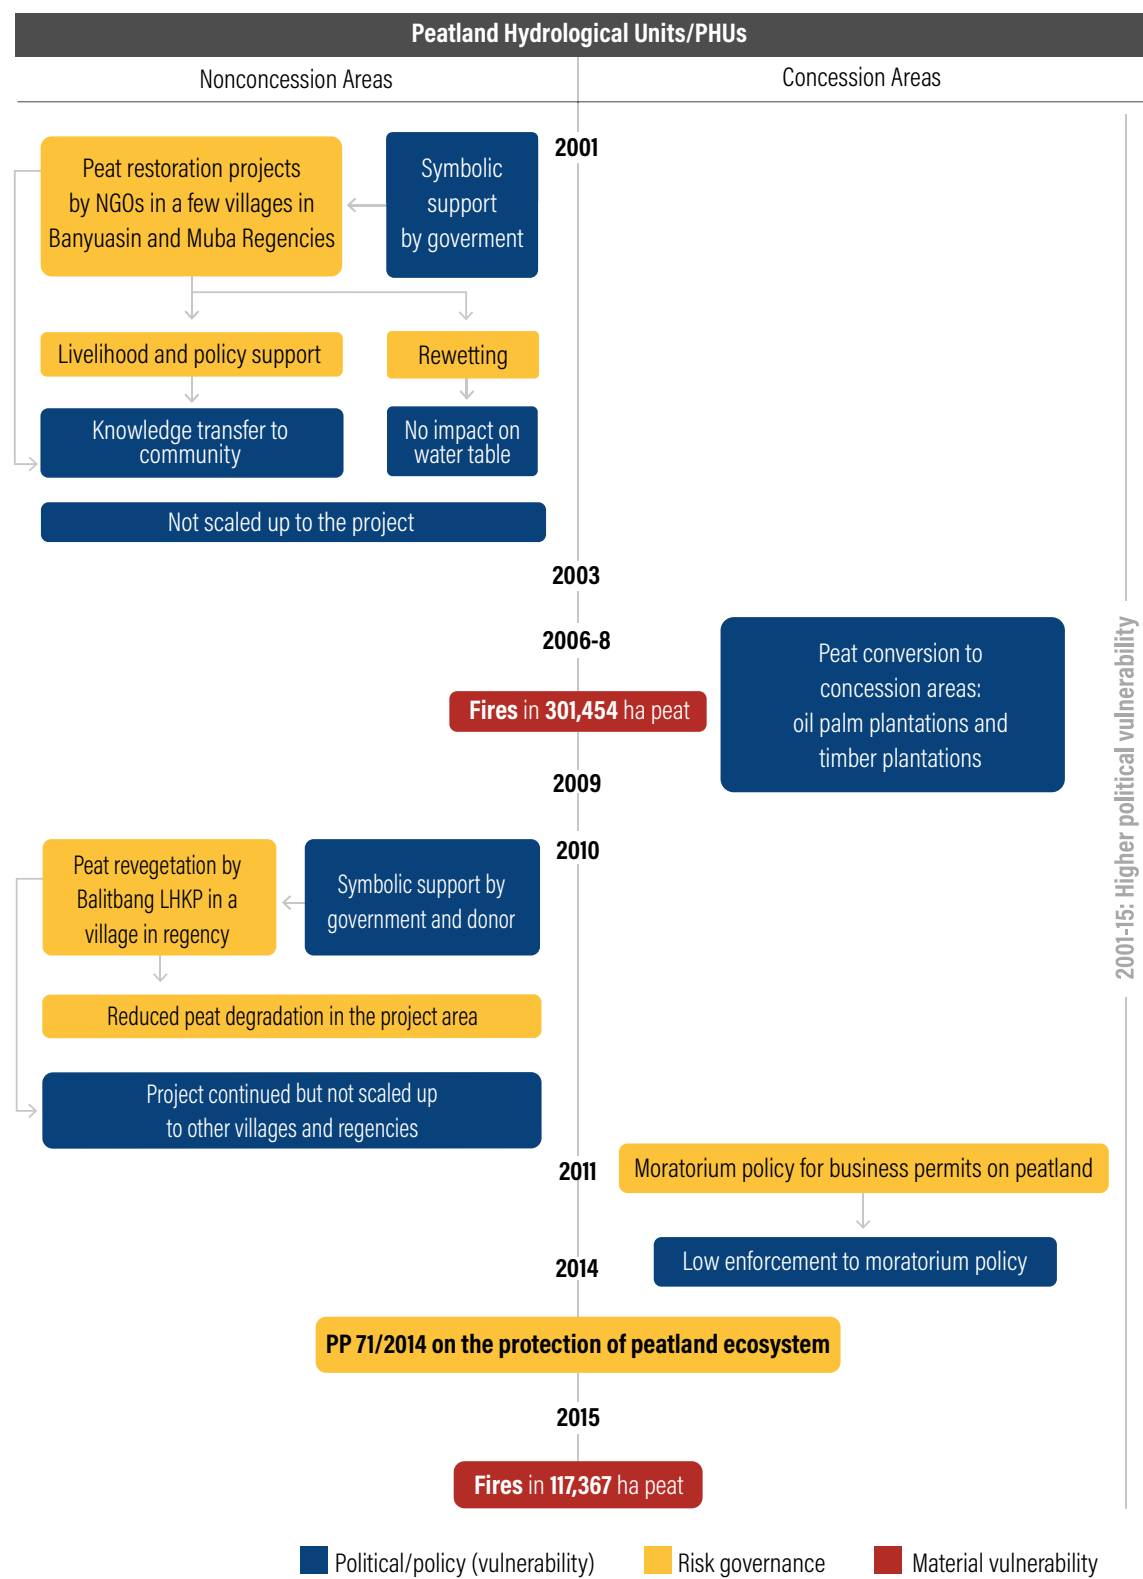 Peatland Hydrological Units/PHUs
Nonconcession Areas
Concession Areas
2001
Peat restoration projects
by NGOs in a few villages in
Banyuasin and Muba Regencies
Symbolic
support
by goverment
Livelihood and policy support
Rewetting
Knowledge transfer to
community
No impact on
water table
Not scaled up to the project
2003
2006-8
Peat conversion to
concession areas:
oil palm plantations and
timber plantations
Fires in 301,454 ha peat
2009
2010
Peat revegetation by
Balitbang LHKP in a
village in regency
Symbolic support by
government and donor
Reduced peat degradation in the project area
Project continued but not scaled up
to other villages and regencies
2011
Moratorium policy for business permits on peatland
Low enforcement to moratorium policy
2014
PP 71/2014 on the protection of peatland ecosystem
2015
Fires in 117,367 ha peat
2001-15: Higher political vulnerability
Political/policy (vulnerability)
Risk governance
Material vulnerability